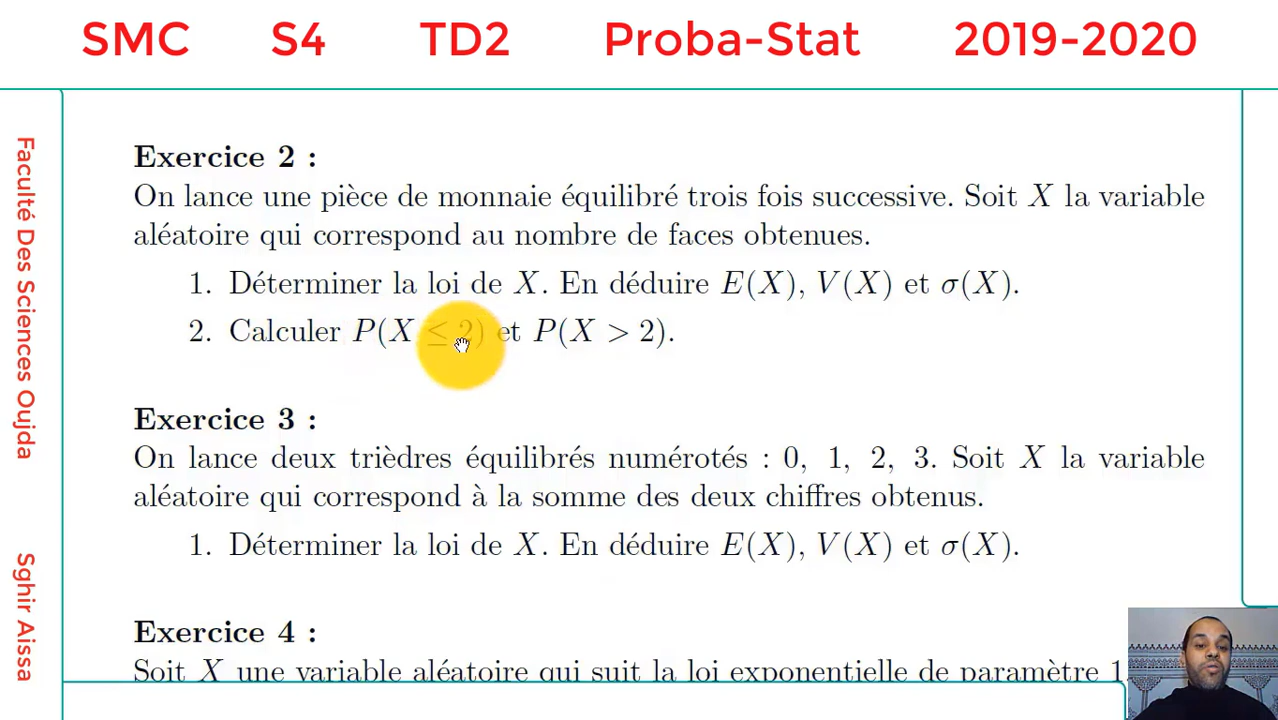 SMC S4 TD2 Proba-Stat 2019-2020
Faculté Des Sciences Oujda
Sghir Aissa
Exercice 2 :
On lance une pièce de monnaie équilibré trois fois successive. Soit X la variable
aléatoire qui correspond au nombre de faces obtenues.
1. Déterminer la loi de X. En déduire E(X), V(X) et σ(X).
2. Calculer P(X ≤ 2) et P(X > 2).
Exercice 3 :
On lance deux trièdres équilibrés numérotés : 0, 1, 2, 3. Soit X la variable
aléatoire qui correspond à la somme des deux chiffres obtenus.
1. Déterminer la loi de X. En déduire E(X), V(X) et σ(X).
Exercice 4 :
Soit X une variable aléatoire qui suit la loi exponentielle de paramètre 1.